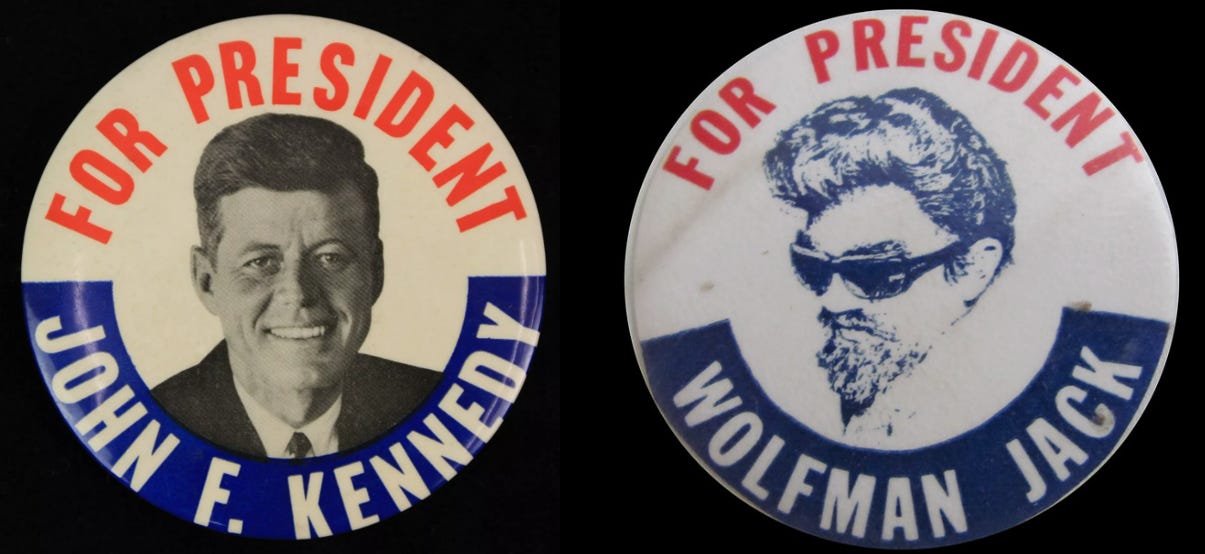 FOR PRESIDENT
JOHN F. KENNEDY
FOR PRESIDENT
WOLFMAN JACK